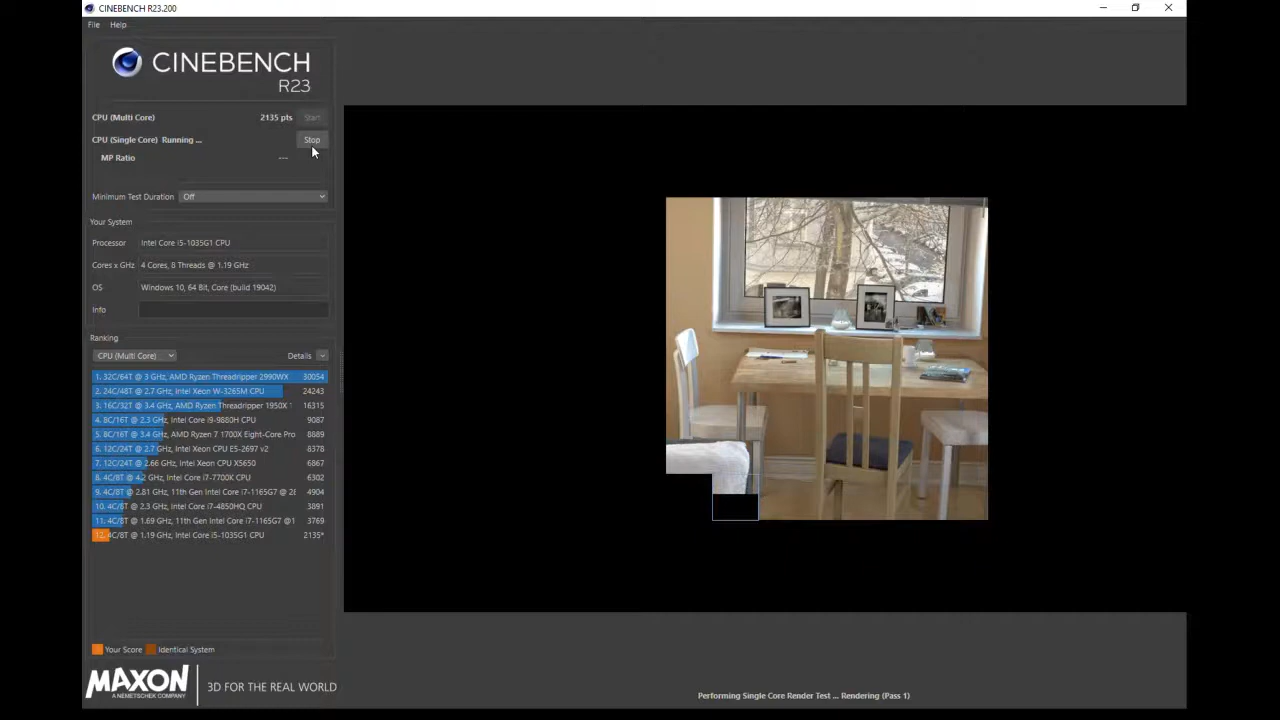 CINEBENCH R23.200
File Help
CINEBENCH
R23
CPU (Multi Core) 2135 pts Start
CPU (Single Core) Running ... Stop
MP Ratio ---
Minimum Test Duration Off
Your System
Processor Intel Core i5-1035G1 CPU
Cores x GHz 4 Cores, 8 Threads @ 1.19 GHz
OS Windows 10, 64 Bit, Core (build 19042)
Info
Ranking
CPU (Multi Core) Details
1. 32C/64T @ 3 GHz, AMD Ryzen Threadripper 2990WX 30054
2. 24C/48T @ 2.7 GHz, Intel Xeon W-3265M CPU 24243
3. 16C/32T @ 3.4 GHz, AMD Ryzen Threadripper 1950X 16315
4. 8C/16T @ 2.3 GHz, Intel Core i9-9880H CPU 9087
5. 8C/16T @ 3.4 GHz, AMD Ryzen 7 1700X Eight-Core Pro 8889
6. 12C/24T @ 2.7 GHz, Intel Xeon CPU E5-2697 v2 8378
7. 12C/24T @ 2.66 GHz, Intel Xeon CPU X5650 6867
8. 4C/8T @ 4.2 GHz, Intel Core i7-7700K CPU 6302
9. 4C/8T @ 2.81 GHz, 11th Gen Intel Core i7-1165G7 @ 28 4904
10. 4C/8T @ 2.3 GHz, Intel Core i7-4850HQ CPU 3891
11. 4C/8T @ 1.69 GHz, 11th Gen Intel Core i7-1165G7 @1 3769
12. 4C/8T @ 1.19 GHz, Intel Core i5-1035G1 CPU 2135*
Your Score Identical System
MAXON 3D FOR THE REAL WORLD
A NEMETSCHEK COMPANY
Performing Single Core Render Test ... Rendering (Pass 1)